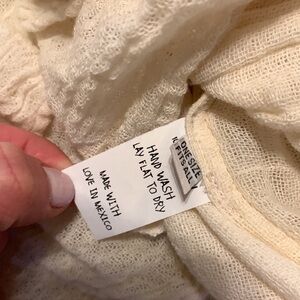 HAND WASH
LAY FLAT TO DRY
MADE WITH
LOVE IN MEXICO
ONE SIZE
FITS ALL